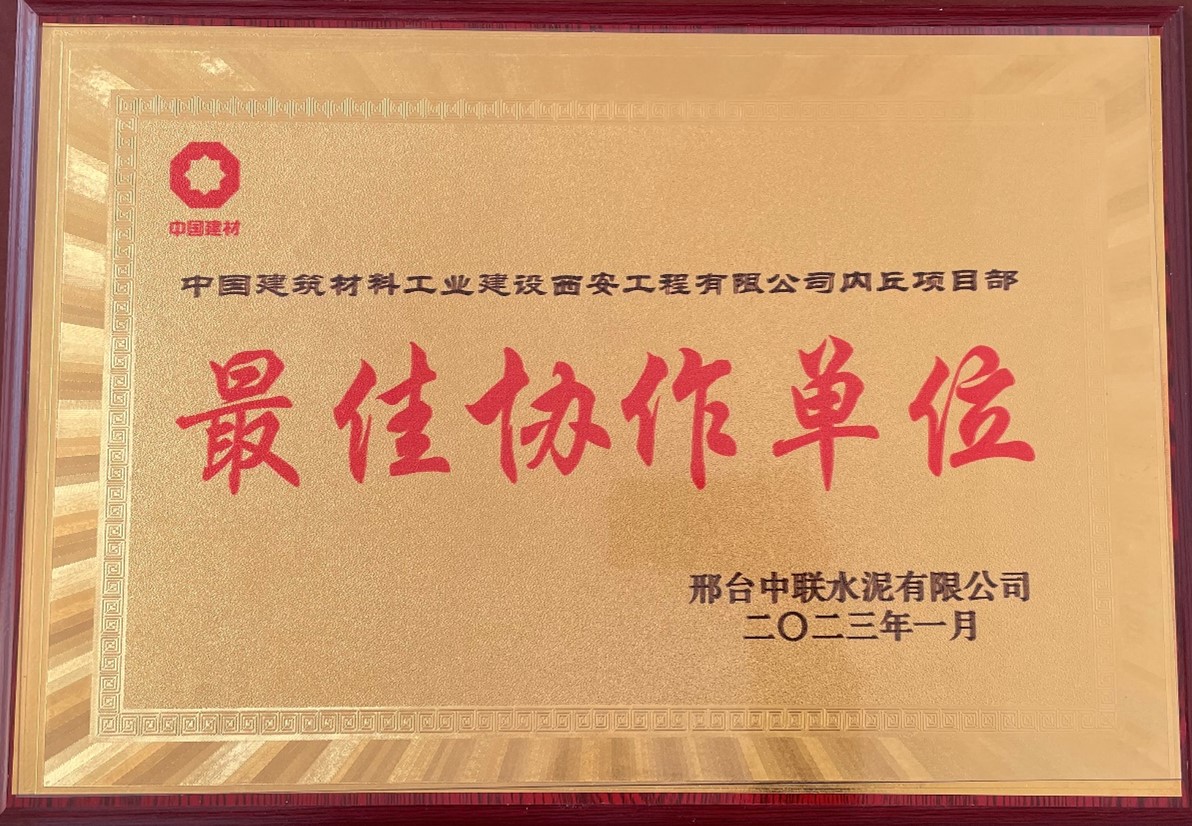 中国建材
中国建筑材料工业建设西安工程有限公司内丘项目部
最佳协作单位
邢台中联水泥有限公司
二〇二三年一月